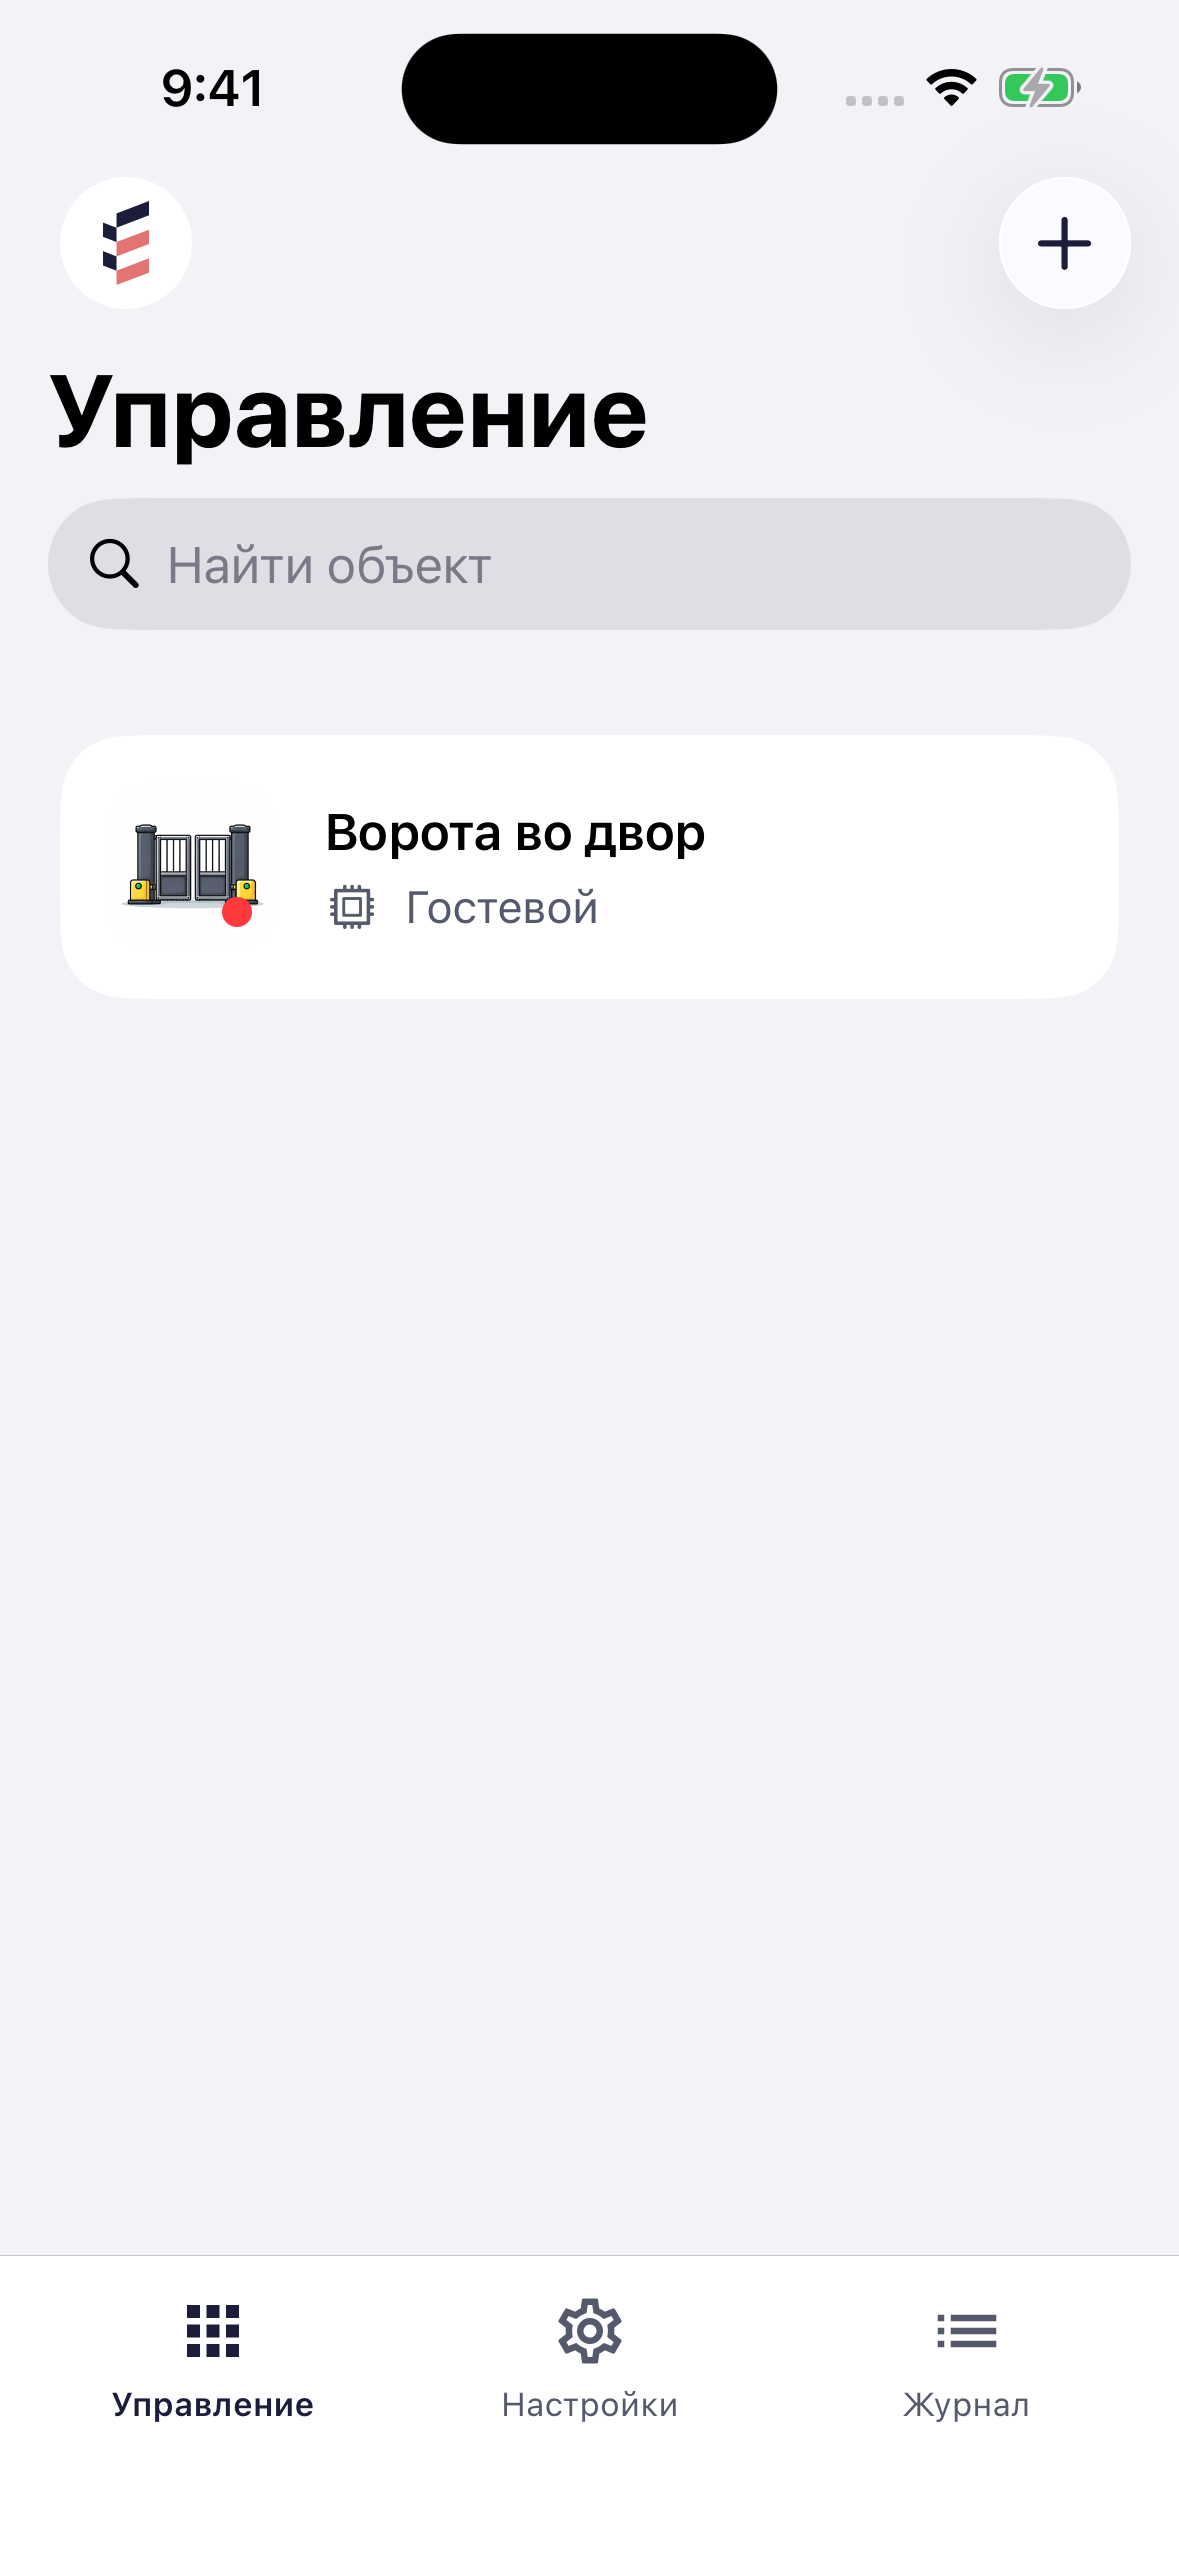 9:41
Управление
Найти объект
Ворота во двор
Гостевой
Управление
Настройки
Журнал